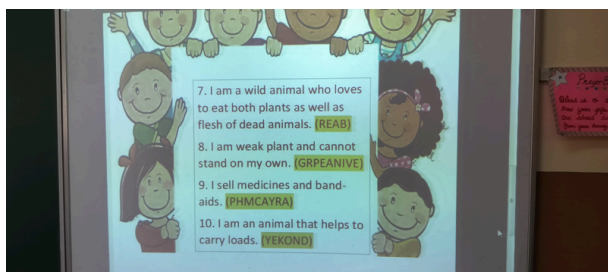 7. I am a wild animal who loves
to eat both plants as well as
flesh of dead animals. (REAB)
8. I am weak plant and cannot
stand on my own. (GRPEANIVE)
9. I sell medicines and band-
aids. (PHMCAYRA)
10. I am an animal that helps to
carry loads. (YEKOND)